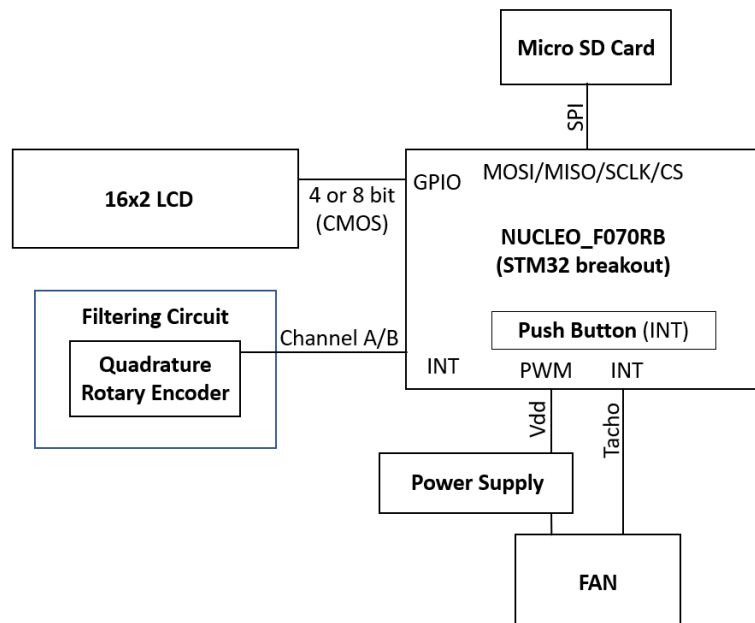 Micro SD Card
SPI
16x2 LCD
4 or 8 bit
(CMOS)
GPIO
MOSI/MISO/SCLK/CS
NUCLEO_F070RB
(STM32 breakout)
Filtering Circuit
Quadrature
Rotary Encoder
Channel A/B
Push Button (INT)
INT
PWM
INT
Vdd
Tacho
Power Supply
FAN